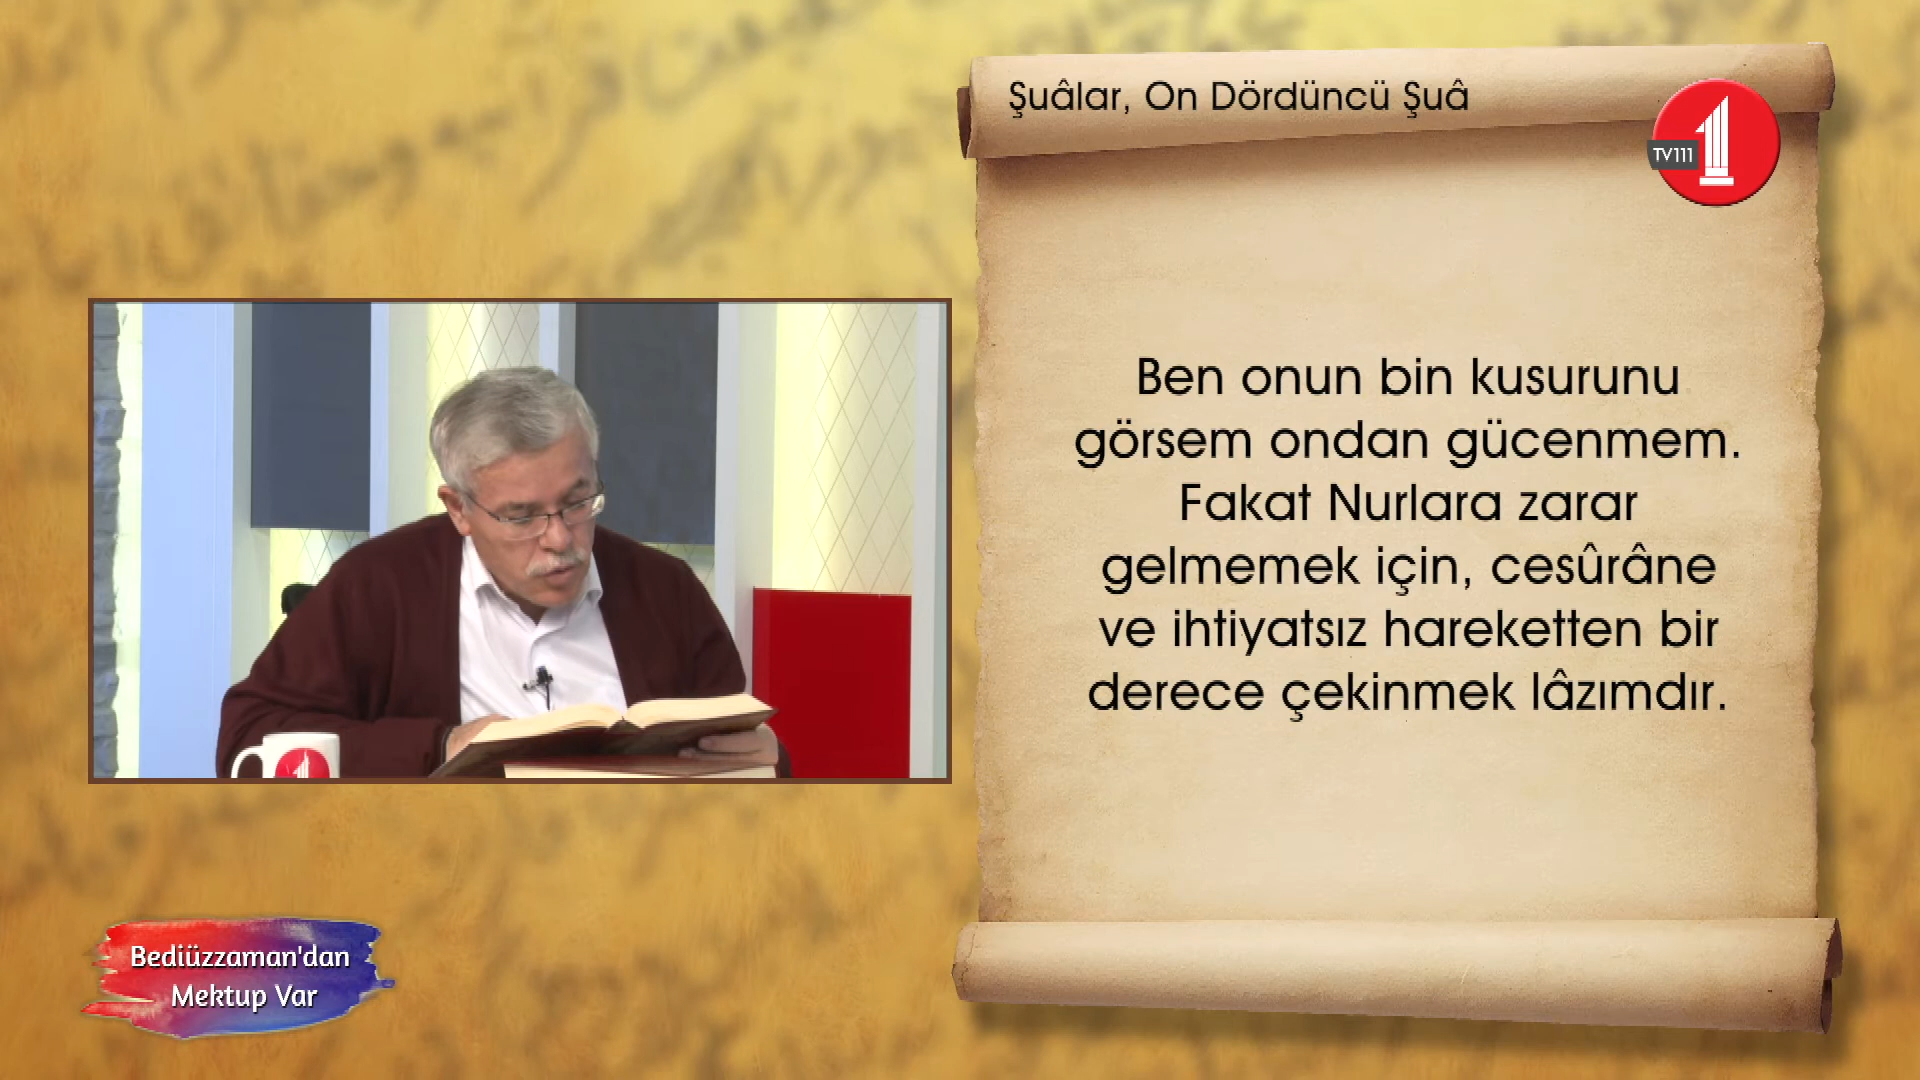 Şuâlar, On Dördüncü Şuâ
TV111
Ben onun bin kusurunu
görsem ondan gücenmem.
Fakat Nurlara zarar
gelmemek için, cesûrâne
ve ihtiyatsız hareketten bir
derece çekinmek lâzımdır.
Bediüzzaman'dan
Mektup Var